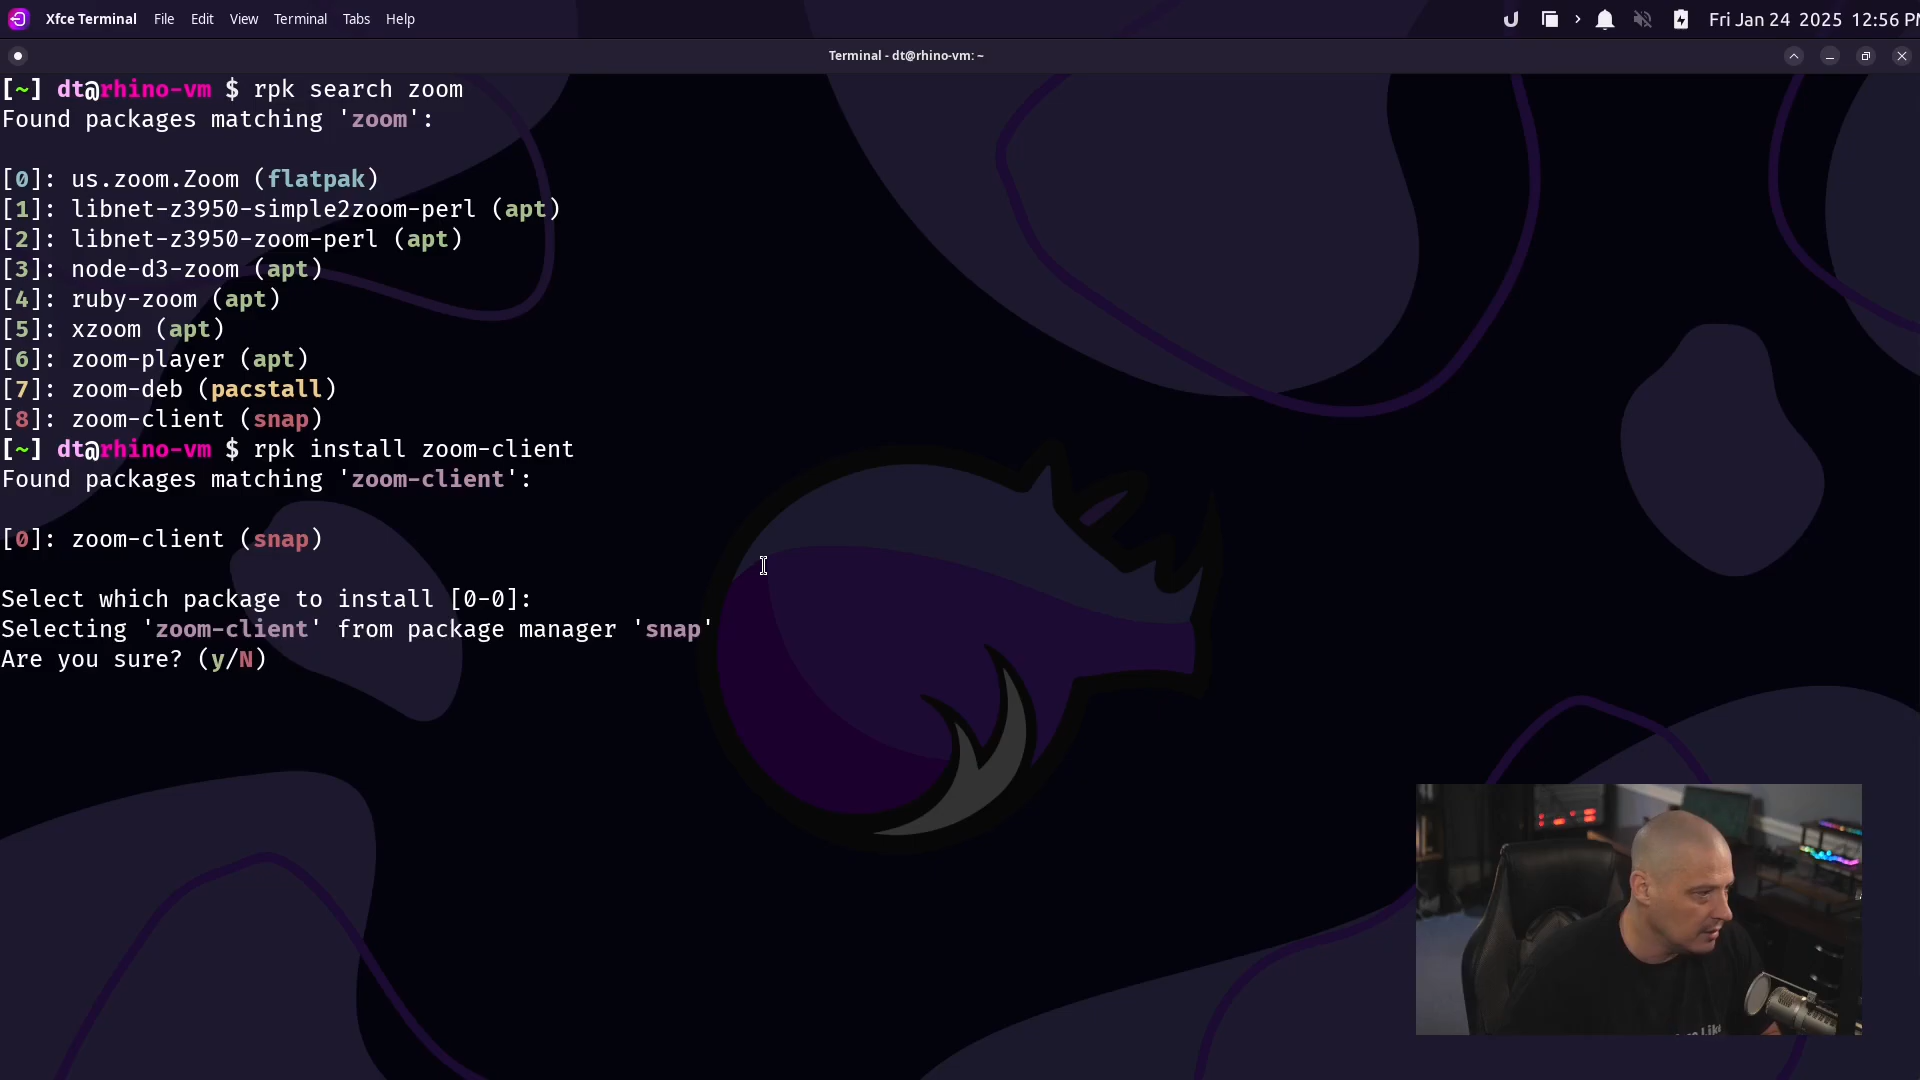 Xfce Terminal File Edit View Terminal Tabs Help
Fri Jan 24 2025 12:56
Terminal - dt@rhino-vm: ~
[~] dt@rhino-vm $ rpk search zoom
Found packages matching 'zoom':
[0]: us.zoom.Zoom (flatpak)
[1]: libnet-z3950-simple2zoom-perl (apt)
[2]: libnet-z3950-zoom-perl (apt)
[3]: node-d3-zoom (apt)
[4]: ruby-zoom (apt)
[5]: xzoom (apt)
[6]: zoom-player (apt)
[7]: zoom-deb (pacstall)
[8]: zoom-client (snap)
[~] dt@rhino-vm $ rpk install zoom-client
Found packages matching 'zoom-client':
[0]: zoom-client (snap)
Select which package to install [0-0]:
Selecting 'zoom-client' from package manager 'snap'
Are you sure? (y/N)